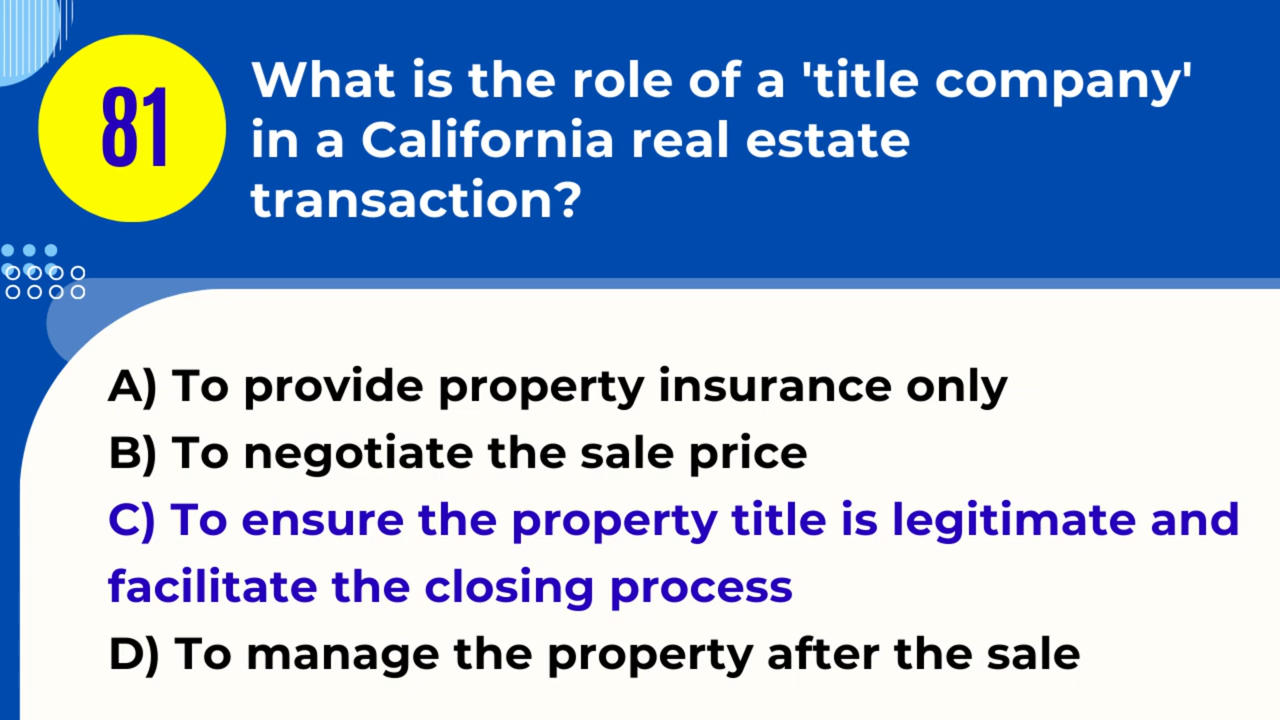 81
What is the role of a 'title company'
in a California real estate
transaction?
A) To provide property insurance only
B) To negotiate the sale price
C) To ensure the property title is legitimate and
facilitate the closing process
D) To manage the property after the sale